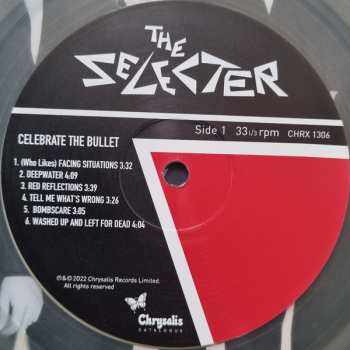 THE
SELECTER
CELEBRATE THE BULLET
Side 1 33 1/3 rpm CHRX 1306
1. (Who Likes) FACING SITUATIONS 3:32
2. DEEPWATER 4:09
3. RED REFLECTIONS 3:39
4. TELL ME WHAT'S WRONG 3:26
5. BOMBSCARE 3:05
6. WASHED UP AND LEFT FOR DEAD 4:04
℗&© 2022 Chrysalis Records Limited.
All rights reserved
Chrysalis
CATALOGUE